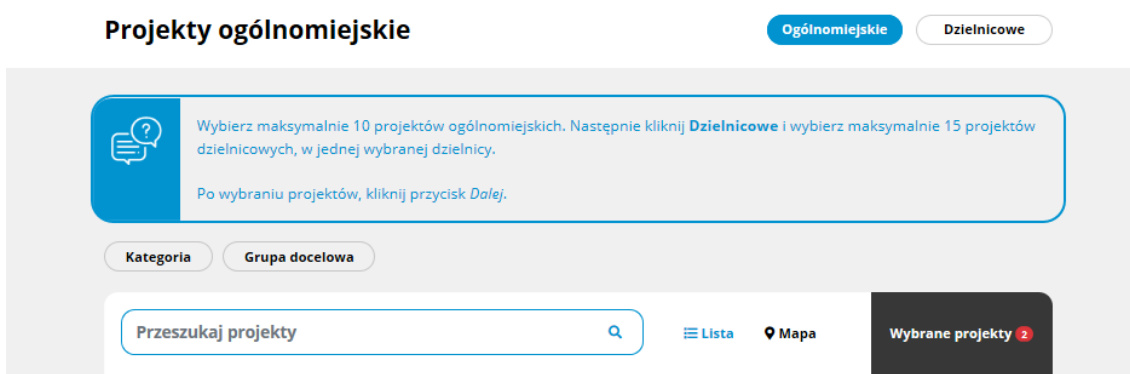 Projekty ogólnomiejskie
Ogólnomiejskie
Dzielnicowe
Wybierz maksymalnie 10 projektów ogólnomiejskich. Następnie kliknij Dzielnicowe i wybierz maksymalnie 15 projektów
dzielnicowych, w jednej wybranej dzielnicy.
Po wybraniu projektów, kliknij przycisk Dalej.
Kategoria
Grupa docelowa
Przeszukaj projekty
Lista
Mapa
Wybrane projekty 2